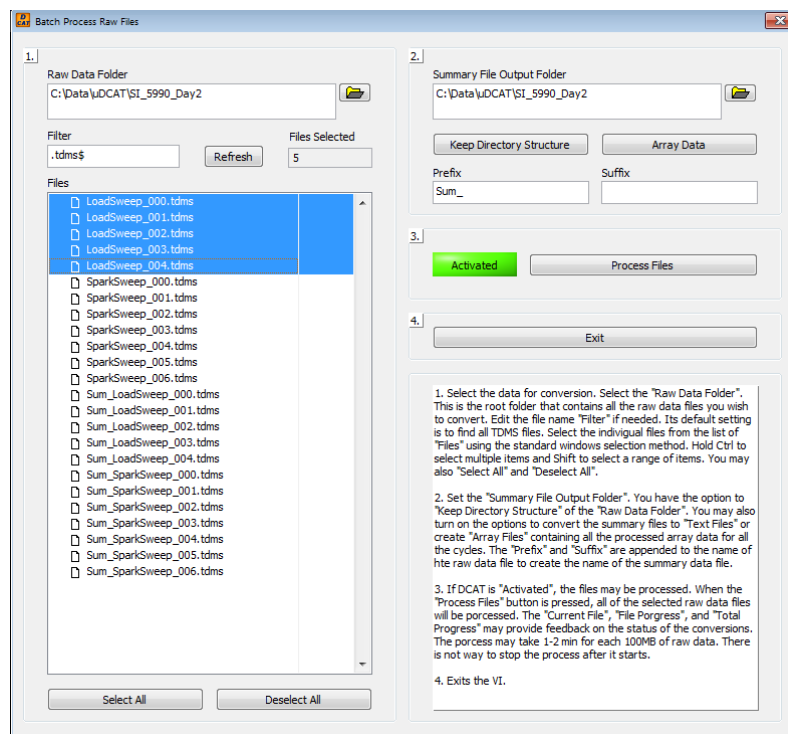 D
CAT
Batch Process Raw Files
1.
Raw Data Folder
C:\Data\uDCAT\SI_5990_Day2
Filter
Files Selected
.tdms$
Refresh
5
Files
LoadSweep_000.tdms
LoadSweep_001.tdms
LoadSweep_002.tdms
LoadSweep_003.tdms
LoadSweep_004.tdms
SparkSweep_000.tdms
SparkSweep_001.tdms
SparkSweep_002.tdms
SparkSweep_003.tdms
SparkSweep_004.tdms
SparkSweep_005.tdms
SparkSweep_006.tdms
Sum_LoadSweep_000.tdms
Sum_LoadSweep_001.tdms
Sum_LoadSweep_002.tdms
Sum_LoadSweep_003.tdms
Sum_LoadSweep_004.tdms
Sum_SparkSweep_000.tdms
Sum_SparkSweep_001.tdms
Sum_SparkSweep_002.tdms
Sum_SparkSweep_003.tdms
Sum_SparkSweep_004.tdms
Sum_SparkSweep_005.tdms
Sum_SparkSweep_006.tdms
Select All
Deselect All
2.
Summary File Output Folder
C:\Data\uDCAT\SI_5990_Day2
Keep Directory Structure
Array Data
Prefix
Suffix
Sum_
3.
Activated
Process Files
4.
Exit
1. Select the data for conversion. Select the "Raw Data Folder".
This is the root folder that contains all the raw data files you wish
to convert. Edit the file name "Filter" if needed. Its default setting
is to find all TDMS files. Select the indivigual files from the list of
"Files" using the standard windows selection method. Hold Ctrl to
select multiple items and Shift to select a range of items. You may
also "Select All" and "Deselect All".
2. Set the "Summary File Output Folder". You have the option to
"Keep Directory Structure" of the "Raw Data Folder". You may also
turn on the options to convert the summary files to "Text Files" or
create "Array Files" containing all the processed array data for all
the cycles. The "Prefix" and "Suffix" are appended to the name of
hte raw data file to create the name of the summary data file.
3. If DCAT is "Activated", the files may be processed. When the
"Process Files" button is pressed, all of the selected raw data files
will be porcessed. The "Current File", "File Porgress", and "Total
Progress" may provide feedback on the status of the conversions.
The porcess may take 1-2 min for each 100MB of raw data. There
is not way to stop the process after it starts.
4. Exits the VI.